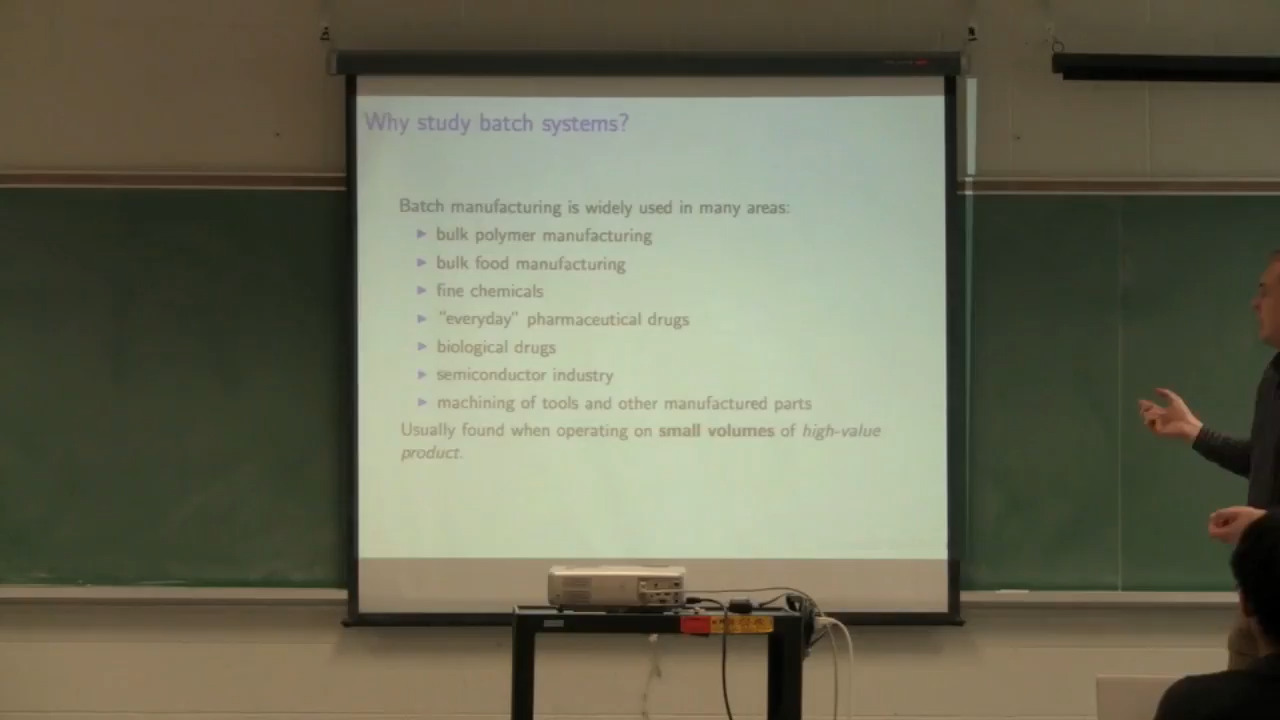 Why study batch systems?
Batch manufacturing is widely used in many areas:
▶ bulk polymer manufacturing
▶ bulk food manufacturing
▶ fine chemicals
▶ "everyday" pharmaceutical drugs
▶ biological drugs
▶ semiconductor industry
▶ machining of tools and other manufactured parts
Usually found when operating on small volumes of high-value
product.